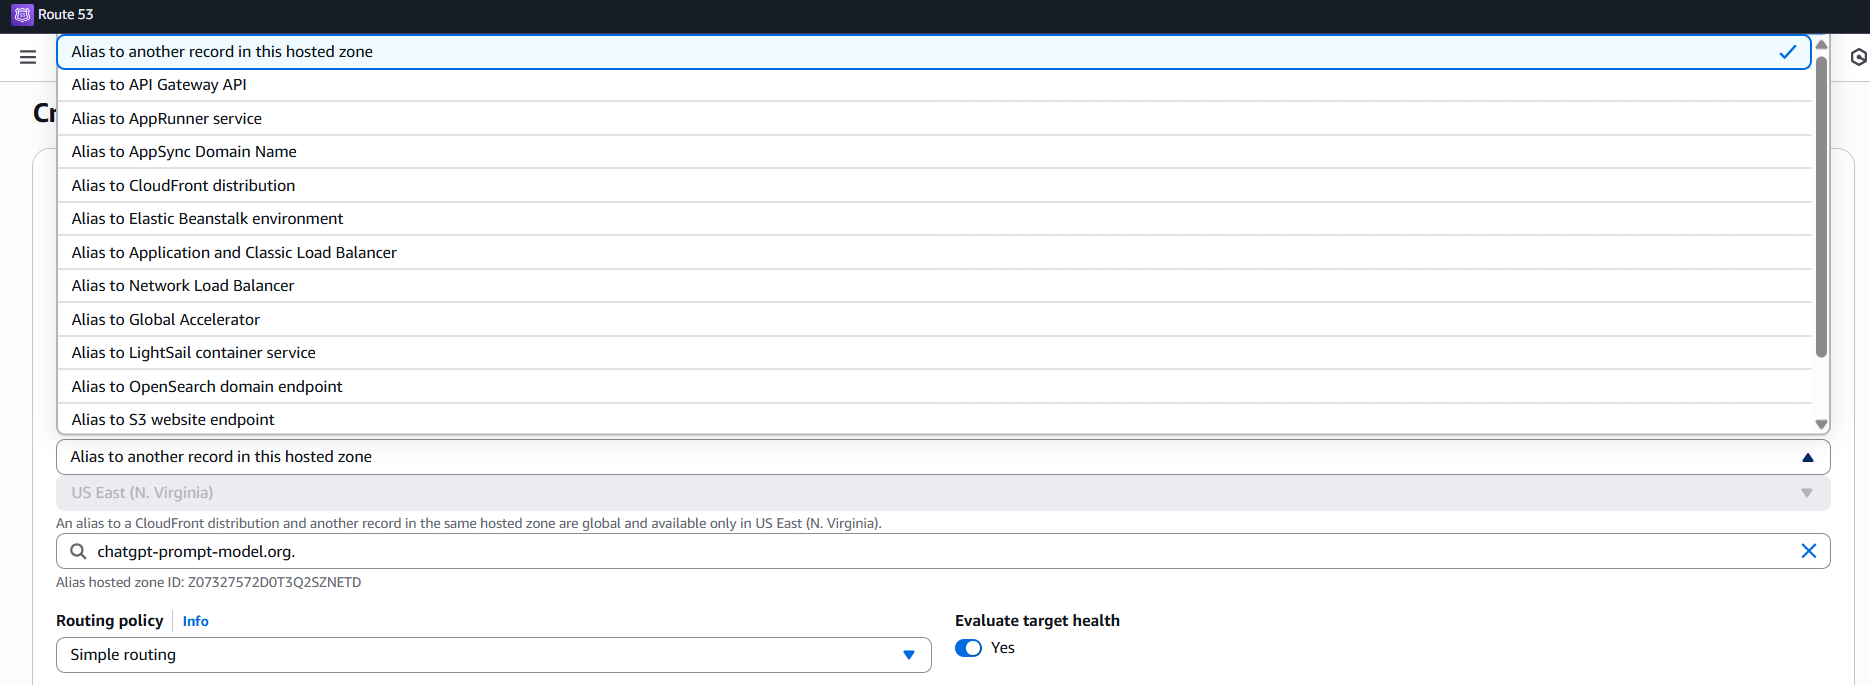 Route 53
Alias to another record in this hosted zone
Alias to API Gateway API
Cr
Alias to AppRunner service
Alias to AppSync Domain Name
Alias to CloudFront distribution
Alias to Elastic Beanstalk environment
Alias to Application and Classic Load Balancer
Alias to Network Load Balancer
Alias to Global Accelerator
Alias to LightSail container service
Alias to OpenSearch domain endpoint
Alias to S3 website endpoint
Alias to another record in this hosted zone
US East (N. Virginia)
An alias to a CloudFront distribution and another record in the same hosted zone are global and available only in US East (N. Virginia).
chatgpt-prompt-model.org.
Alias hosted zone ID: Z07327572D0T3Q2SZNETD
Routing policy Info
Simple routing
Evaluate target health
Yes